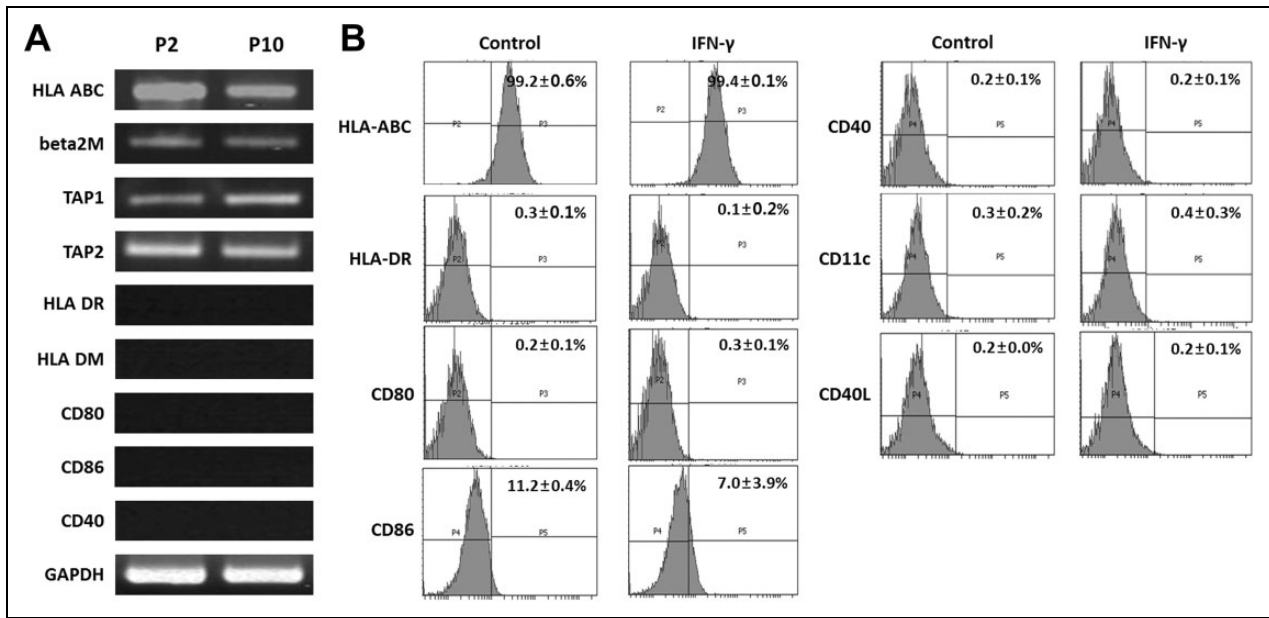 A
P2 P10
HLA ABC
beta2M
TAP1
TAP2
HLA DR
HLA DM
CD80
CD86
CD40
GAPDH
B
Control IFN-γ
HLA-ABC
99.2±0.6%
P2 P3
99.4±0.1%
P2 P3
HLA-DR
0.3±0.1%
P2 P3
0.1±0.2%
P2 P3
CD80
0.2±0.1%
P2 P3
0.3±0.1%
P2 P3
CD86
11.2±0.4%
P4 P5
7.0±3.9%
P4 P5
Control IFN-γ
CD40
0.2±0.1%
P4 P5
0.2±0.1%
P4 P5
CD11c
0.3±0.2%
P4 P5
0.4±0.3%
P4 P5
CD40L
0.2±0.0%
P4 P5
0.2±0.1%
P4 P5